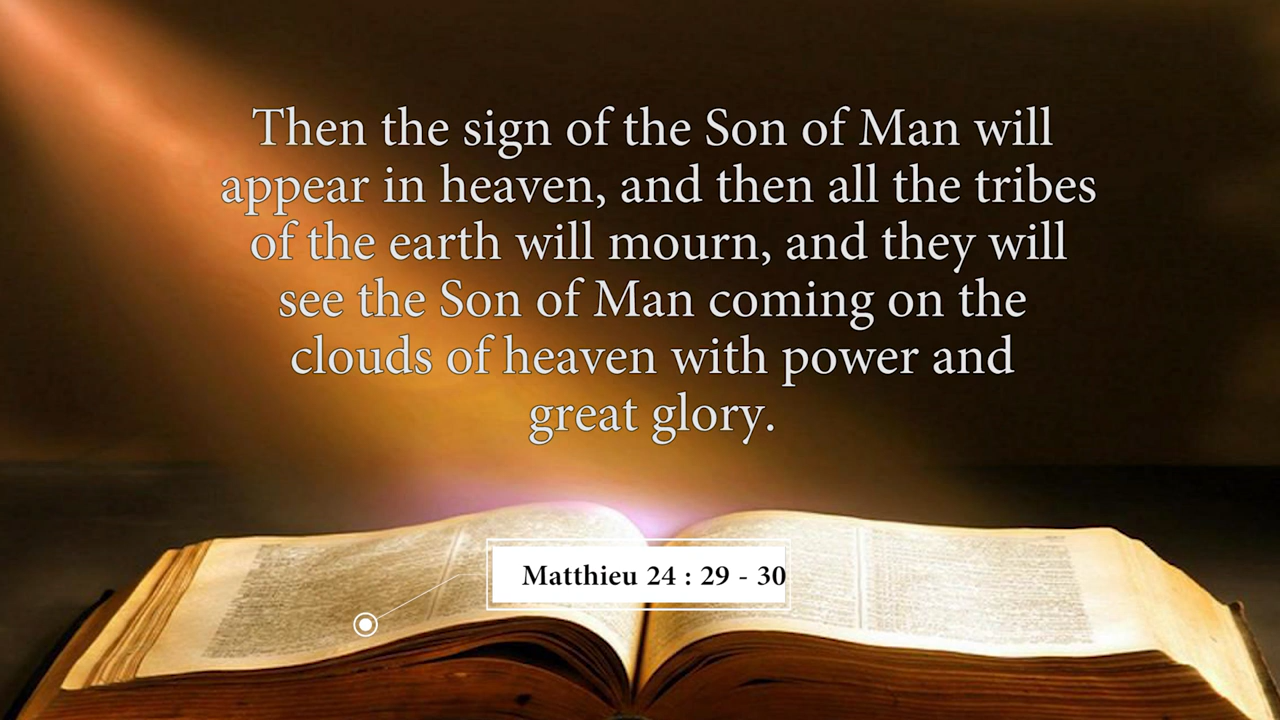 Then the sign of the Son of Man will
appear in heaven, and then all the tribes
of the earth will mourn, and they will
see the Son of Man coming on the
clouds of heaven with power and
great glory.
Matthieu 24 : 29 - 30